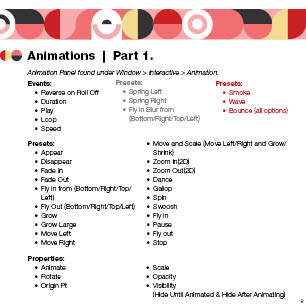 Animations | Part 1.
Animation Panel found under Window > Interactive > Animation.
Events:
• Reverse on Roll Off
• Duration
• Play
• Loop
• Speed
Presets:
• Spring Left
• Spring Right
• Fly in Blur from
(Bottom/Right/Top/Left)
Presets:
• Smoke
• Wave
• Bounce (all options)
Presets:
• Appear
• Disappear
• Fade In
• Fade Out
• Fly in from (Bottom/Right/Top/
Left)
• Fly Out (Bottom/Right/Top/Left)
• Grow
• Grow Large
• Move Left
• Move Right
• Move and Scale (Move Left/Right and Grow/
Shrink)
• Zoom In(2D)
• Zoom Out(2D)
• Dance
• Gallop
• Spin
• Swoosh
• Fly in
• Pause
• Fly out
• Stop
Properties:
• Animate
• Rotate
• Origin Pt
• Scale
• Opacity
• Visibility
(Hide Until Animated & Hide After Animating)